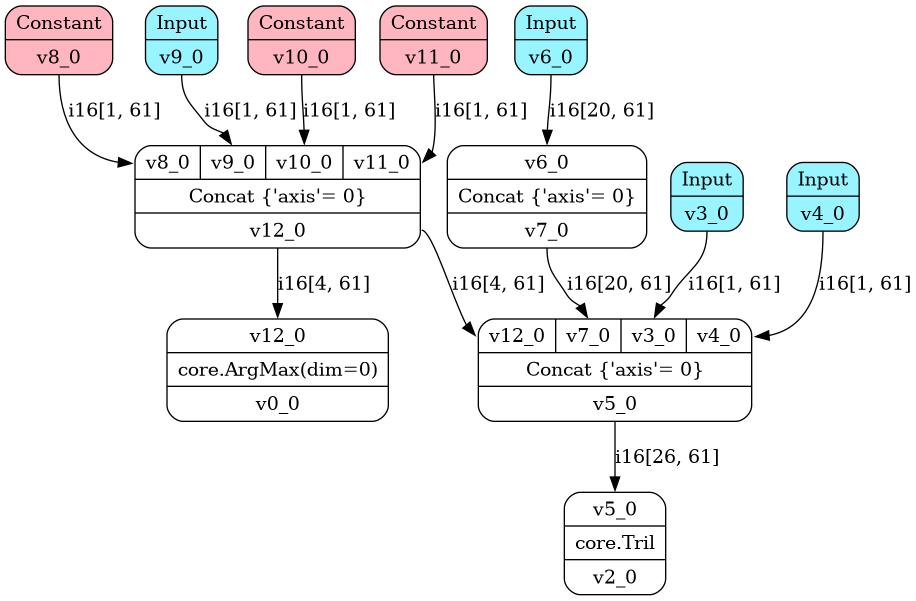 Constant
v8_0
Input
v9_0
Constant
v10_0
Constant
v11_0
Input
v6_0
i16[1, 61]
i16[1, 61]
i16[1, 61]
i16[1, 61]
i16[20, 61]
v8_0 v9_0 v10_0 v11_0
Concat {'axis'= 0}
v12_0
v6_0
Concat {'axis'= 0}
v7_0
Input
v3_0
Input
v4_0
i16[4, 61]
i16[4, 61]
i16[20, 61]
i16[1, 61]
i16[1, 61]
v12_0
core.ArgMax(dim=0)
v0_0
v12_0 v7_0 v3_0 v4_0
Concat {'axis'= 0}
v5_0
i16[26, 61]
v5_0
core.Tril
v2_0